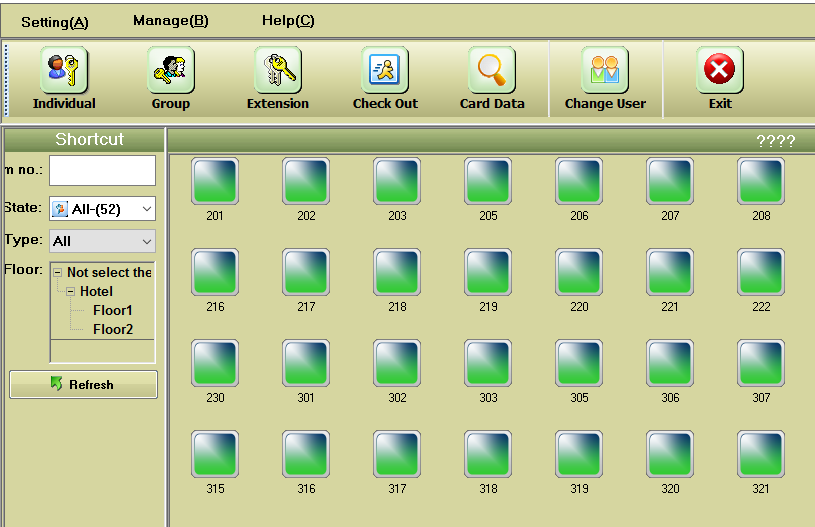 Setting(A) Manage(B) Help(C)
Individual Group Extension Check Out Card Data Change User Exit
Shortcut ????
m no.:
State: All-(52)
Type: All
Floor: Not select the
Hotel
Floor1
Floor2
Refresh
201 202 203 205 206 207 208
216 217 218 219 220 221 222
230 301 302 303 305 306 307
315 316 317 318 319 320 321